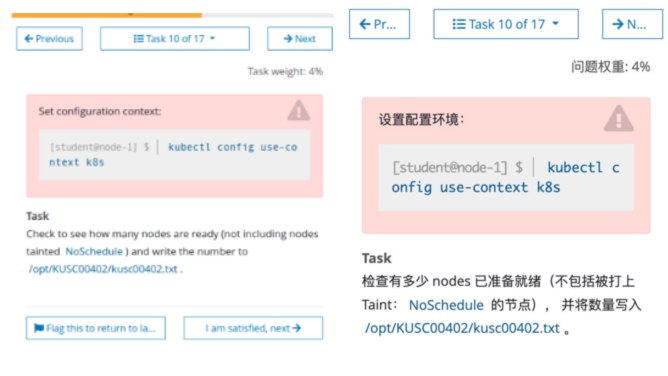 Previous
Task 10 of 17
Next
Task weight: 4%
Set configuration context:
[student@node-1] $ | kubectl config use-co
ntext k8s
Task
Check to see how many nodes are ready (not including nodes
tainted NoSchedule ) and write the number to
/opt/KUSC00402/kusc00402.txt .
Flag this to return to la...
I am satisfied, next
Pr...
Task 10 of 17
N...
问题权重: 4%
设置配置环境：
[student@node-1] $ | kubectl c
onfig use-context k8s
Task
检查有多少 nodes 已准备就绪（不包括被打上
Taint： NoSchedule 的节点），并将数量写入
/opt/KUSC00402/kusc00402.txt 。